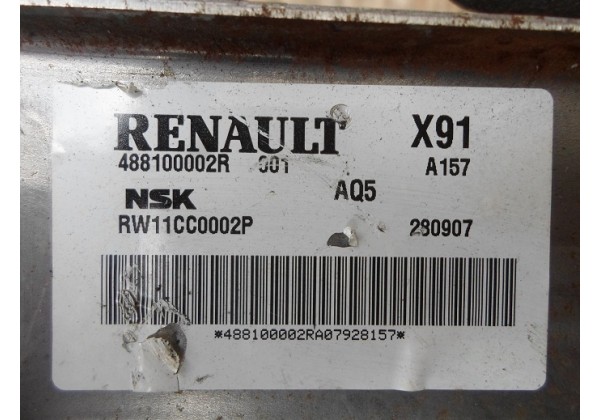 RENAULT X91
488100002R 001 A157
NSK AQ5
RW11CC0002P 280907
*488100002RA07928157*